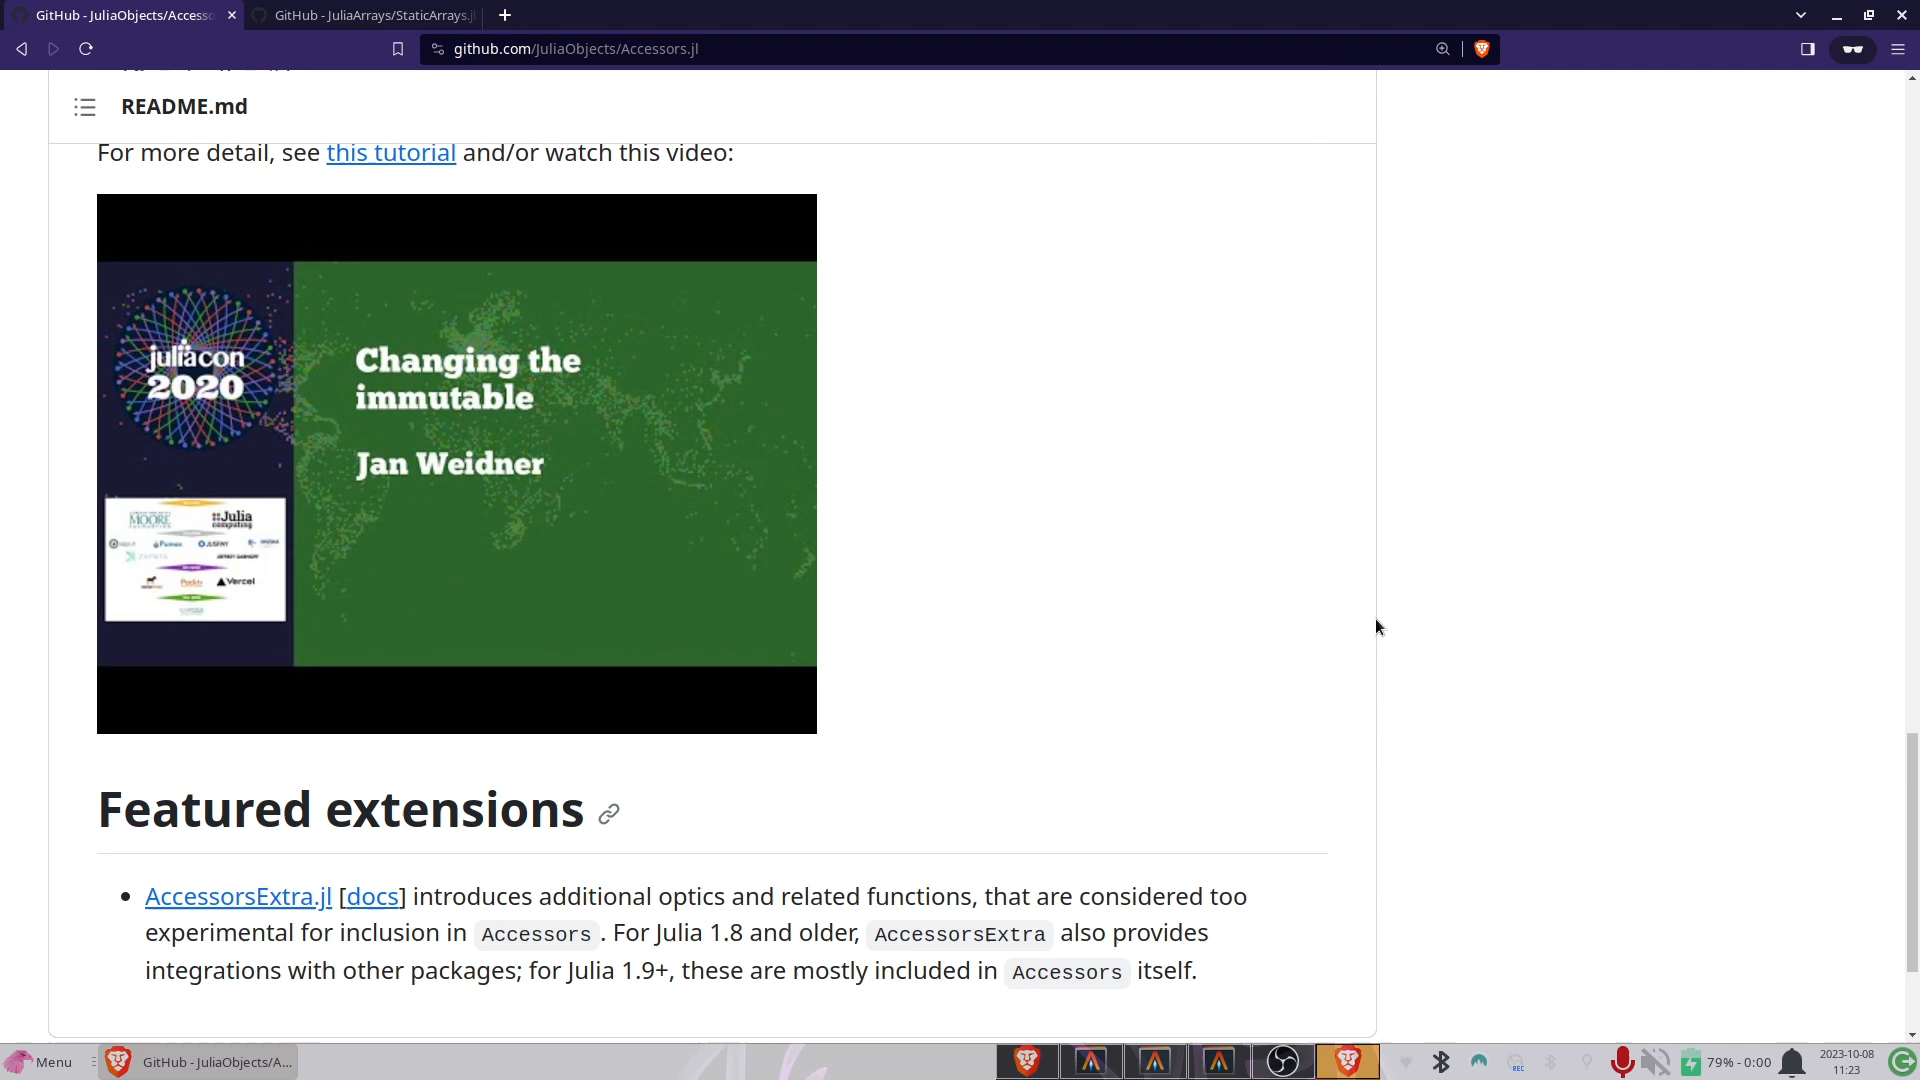 GitHub - JuliaObjects/Accesso
GitHub - JuliaArrays/StaticArrays.j
github.com/JuliaObjects/Accessors.jl
README.md
For more detail, see this tutorial and/or watch this video:
juliacon
2020
Changing the
immutable
Jan Weidner
MOORE
Julia
computing
Vercel
Featured extensions
AccessorsExtra.jl [docs] introduces additional optics and related functions, that are considered too
experimental for inclusion in Accessors. For Julia 1.8 and older, AccessorsExtra also provides
integrations with other packages; for Julia 1.9+, these are mostly included in Accessors itself.
Menu
GitHub - JuliaObjects/A...
REC
79% - 0:00
2023-10-08
11:23